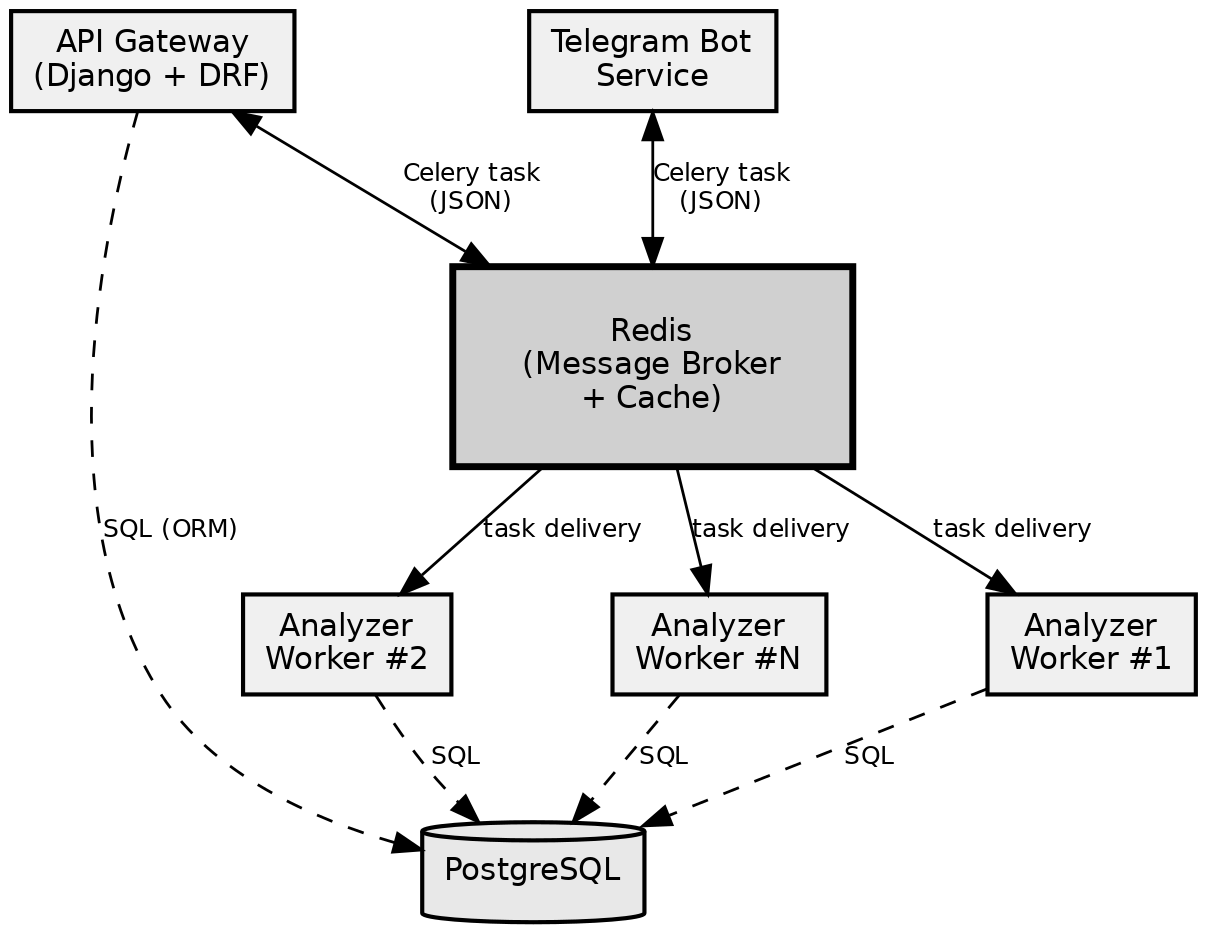 API Gateway
(Django + DRF)
Telegram Bot
Service
Celery task
(JSON)
Celery task
(JSON)
Redis
(Message Broker
+ Cache)
SQL (ORM)
task delivery
task delivery
task delivery
Analyzer
Worker #2
Analyzer
Worker #N
Analyzer
Worker #1
SQL
SQL
SQL
PostgreSQL